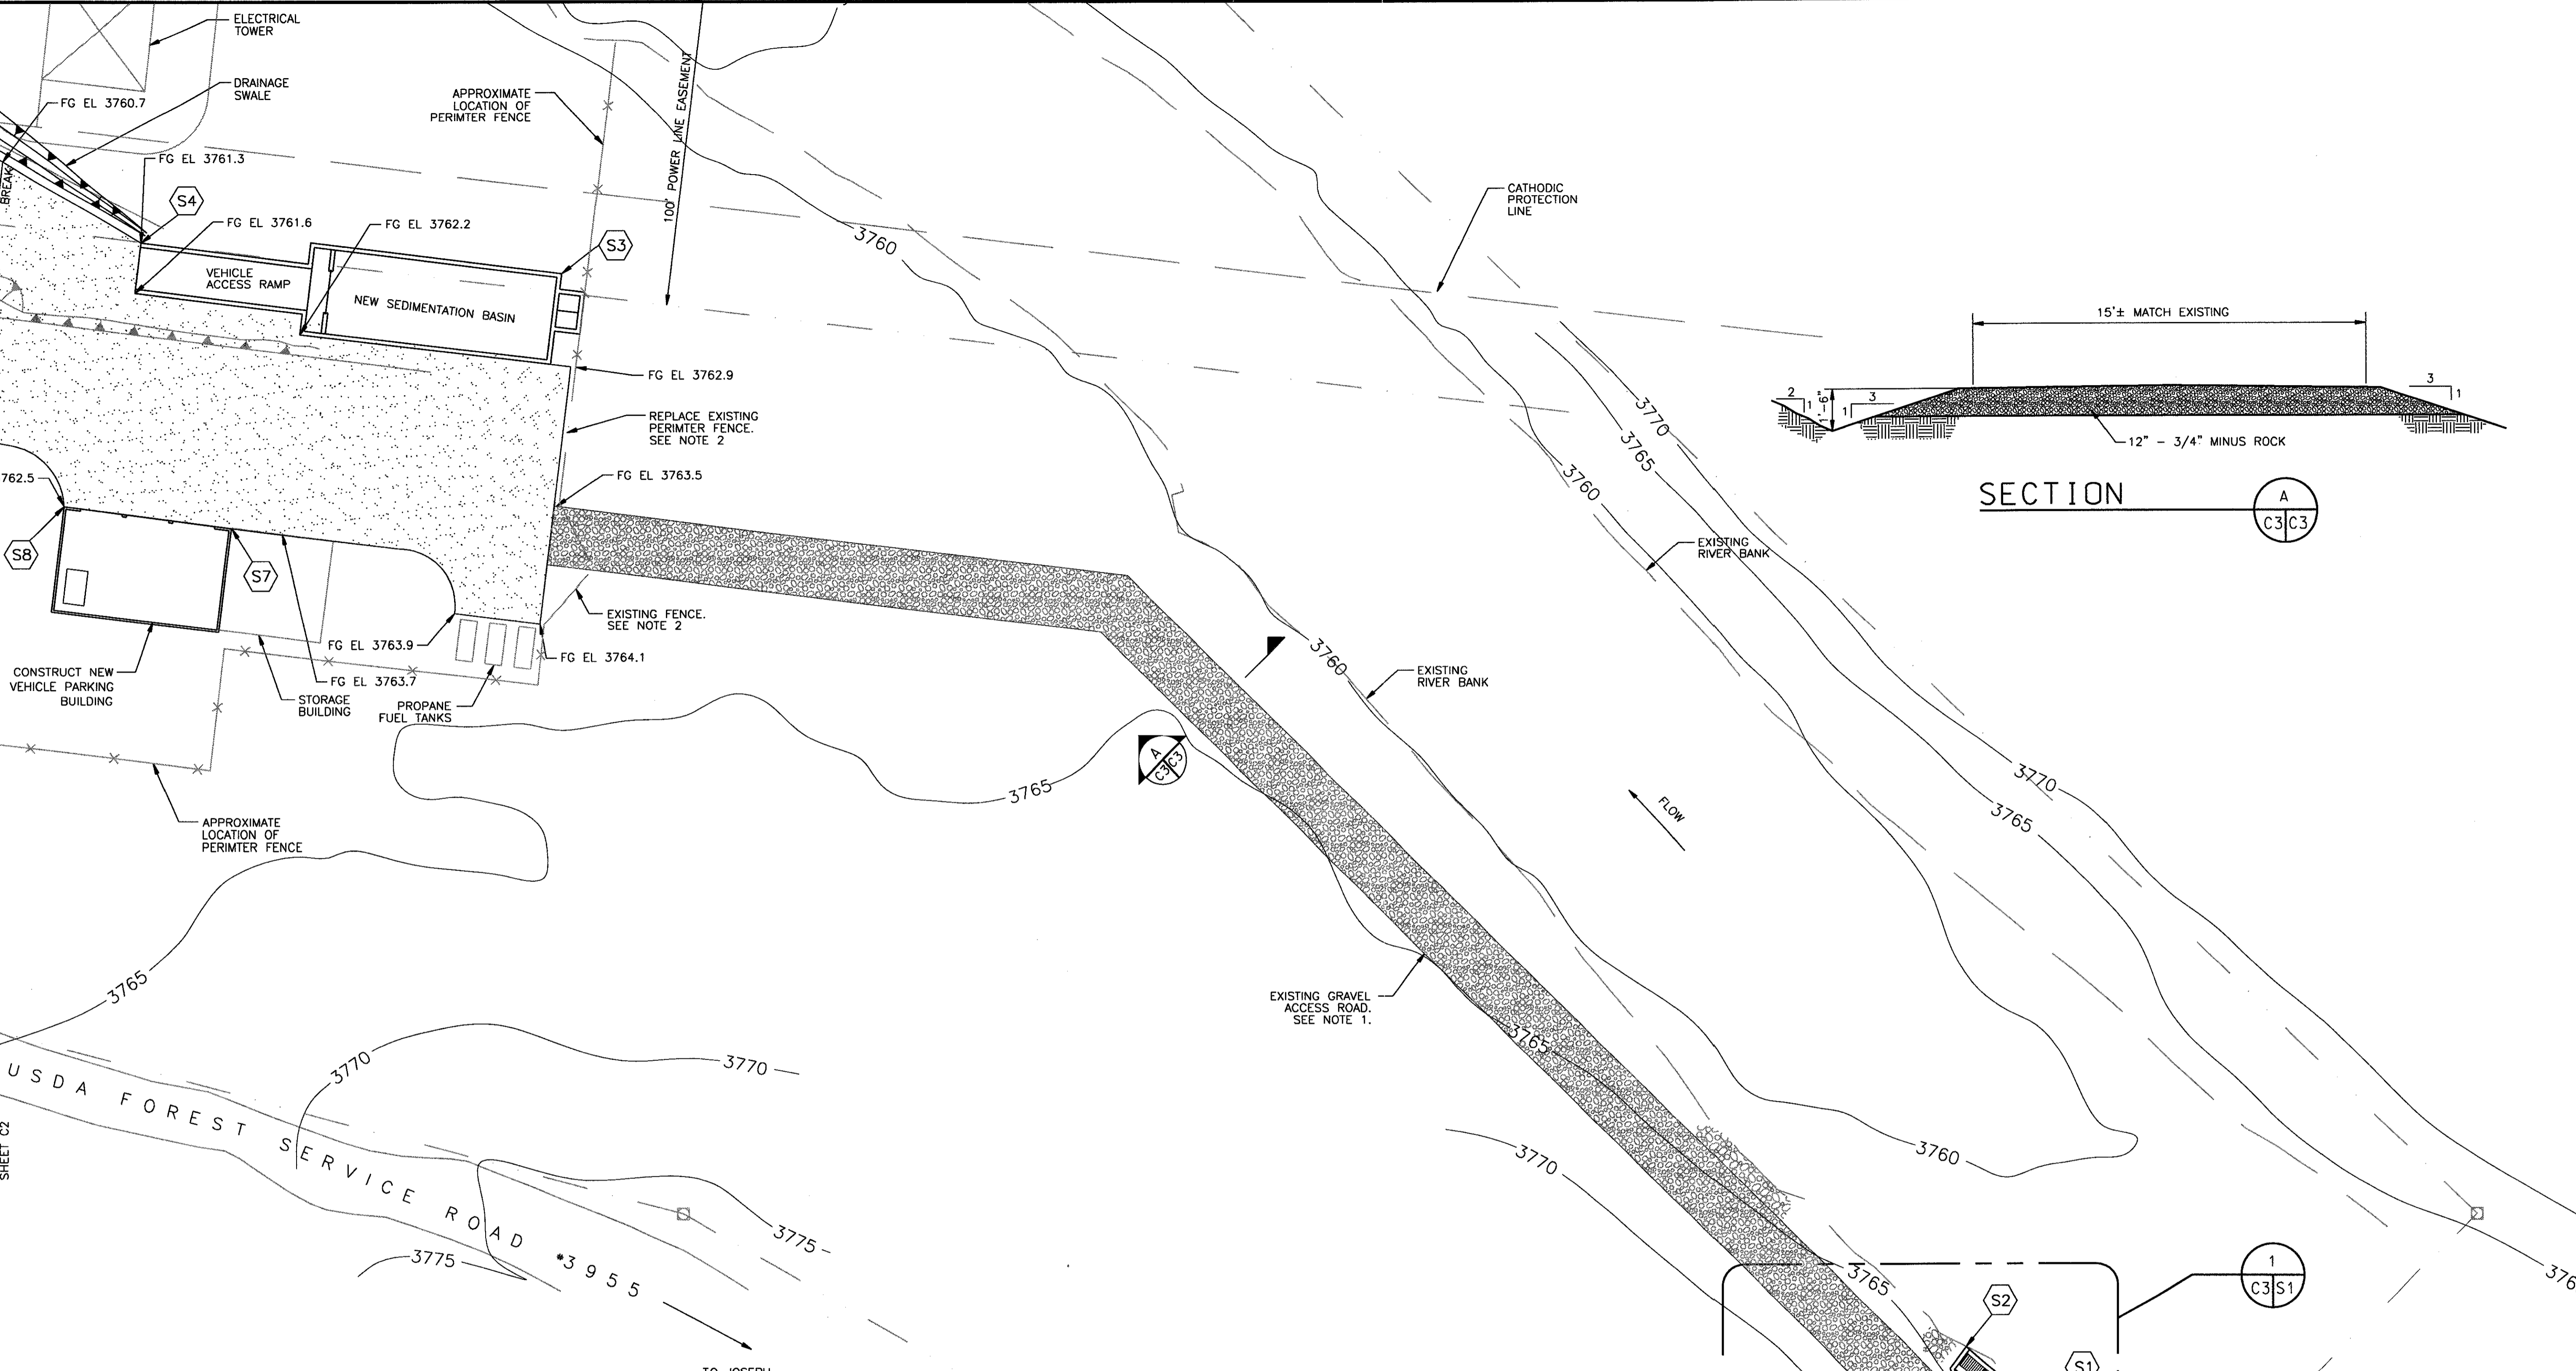 ELECTRICAL
TOWER
DRAINAGE
SWALE
FG EL 3760.7
APPROXIMATE
LOCATION OF
PERIMTER FENCE
100' POWER LINE EASEMENT
FG EL 3761.3
BREAK
S4
FG EL 3761.6
FG EL 3762.2
S3
VEHICLE
ACCESS RAMP
NEW SEDIMENTATION BASIN
3760
CATHODIC
PROTECTION
LINE
15'± MATCH EXISTING
2
1
1'-6"
3
1
3
1
12" - 3/4" MINUS ROCK
SECTION
A
C3 C3
FG EL 3762.9
REPLACE EXISTING
PERIMTER FENCE.
SEE NOTE 2
FG EL 3763.5
762.5
S8
S7
3770
3765
3760
EXISTING
RIVER BANK
EXISTING FENCE.
SEE NOTE 2
FG EL 3763.9
FG EL 3764.1
FG EL 3763.7
CONSTRUCT NEW
VEHICLE PARKING
BUILDING
STORAGE
BUILDING
PROPANE
FUEL TANKS
3760
EXISTING
RIVER BANK
A
C3 C3
3765
FLOW
3770
3765
APPROXIMATE
LOCATION OF
PERIMTER FENCE
3765
EXISTING GRAVEL
ACCESS ROAD.
SEE NOTE 1.
3765
3770
3770
USDA FOREST SERVICE ROAD #3955
SHEET C2
3770
3760
3775
3775
3765
1
C3 S1
S2
S1
376
TO JOSEPH